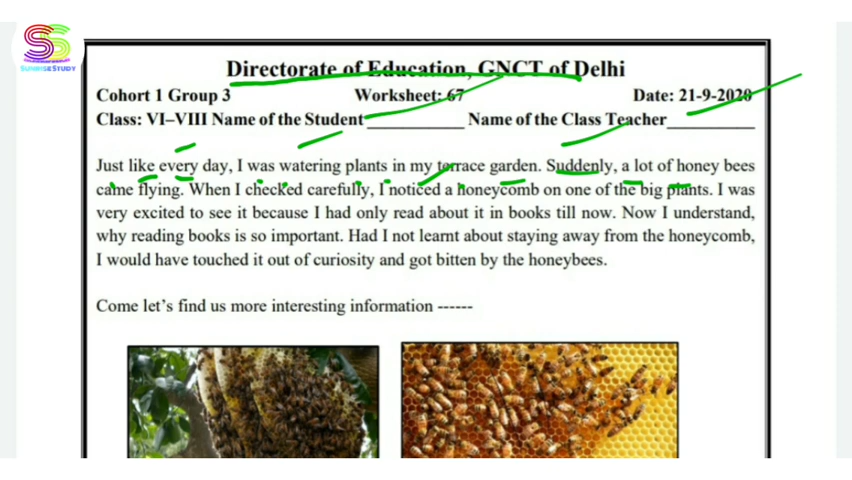 SS
SUNRISESTUDY
Directorate of Education, GNCT of Delhi
Cohort 1 Group 3 Worksheet: 67 Date: 21-9-2020
Class: VI–VIII Name of the Student___________ Name of the Class Teacher__________
Just like every day, I was watering plants in my terrace garden. Suddenly, a lot of honey bees
came flying. When I checked carefully, I noticed a honeycomb on one of the big plants. I was
very excited to see it because I had only read about it in books till now. Now I understand,
why reading books is so important. Had I not learnt about staying away from the honeycomb,
I would have touched it out of curiosity and got bitten by the honeybees.
Come let's find us more interesting information ------